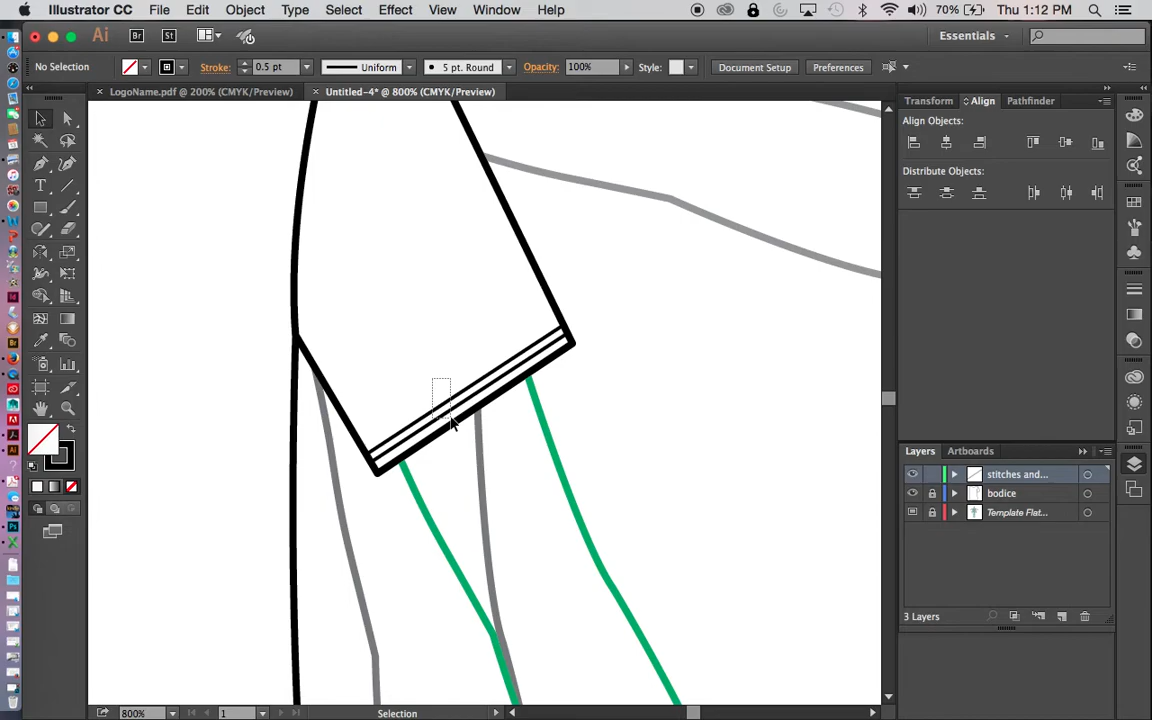 Illustrator CC File Edit Object Type Select Effect View Window Help 70% Thu 1:12 PM
Ai Br St Essentials
No Selection Stroke: 0.5 pt Uniform 5 pt. Round Opacity: 100% Style: Document Setup Preferences
LogoName.pdf @ 200% (CMYK/Preview) Untitled-4* @ 800% (CMYK/Preview)
Transform Align Pathfinder
Align Objects:
Distribute Objects:
Layers Artboards
stitches and...
bodice
Template Flat...
3 Layers
800% 1 Selection